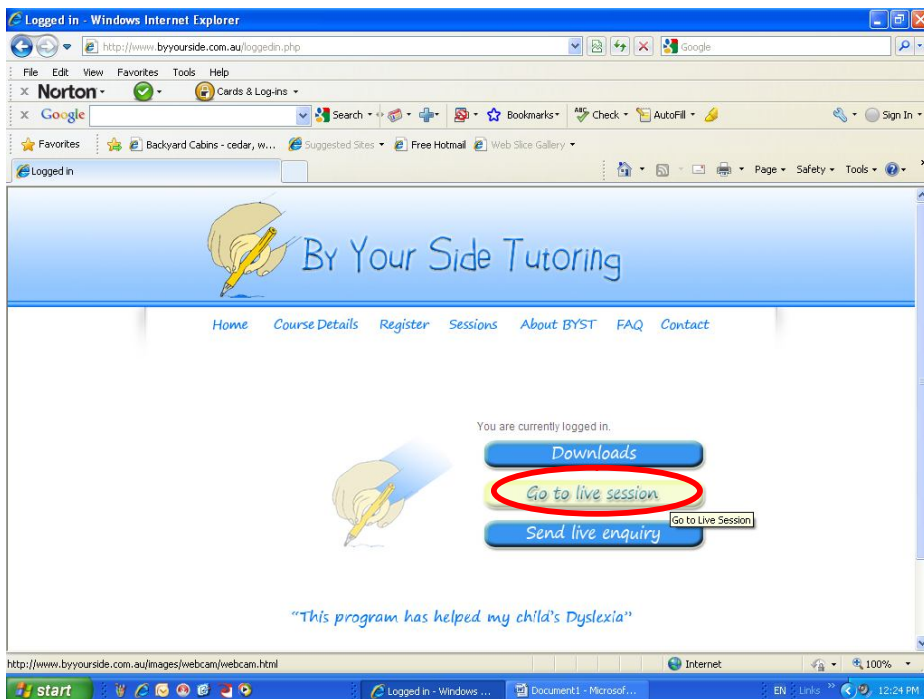 Logged in - Windows Internet Explorer
http://www.byyourside.com.au/loggedin.php
Google
File Edit View Favorites Tools Help
x Norton Cards & Log-ins
x Google Search Bookmarks Check AutoFill Sign In
Favorites Backyard Cabins - cedar, w... Suggested Sites Free Hotmail Web Slice Gallery
Logged in Page Safety Tools
By Your Side Tutoring
Home Course Details Register Sessions About BYST FAQ Contact
You are currently logged in.
Downloads
Go to live session
Go to Live Session
Send live enquiry
"This program has helped my child's Dyslexia"
http://www.byyourside.com.au/images/webcam/webcam.html Internet 100%
start Logged in - Windows ... Document1 - Microsof... EN Links 12:24 PM